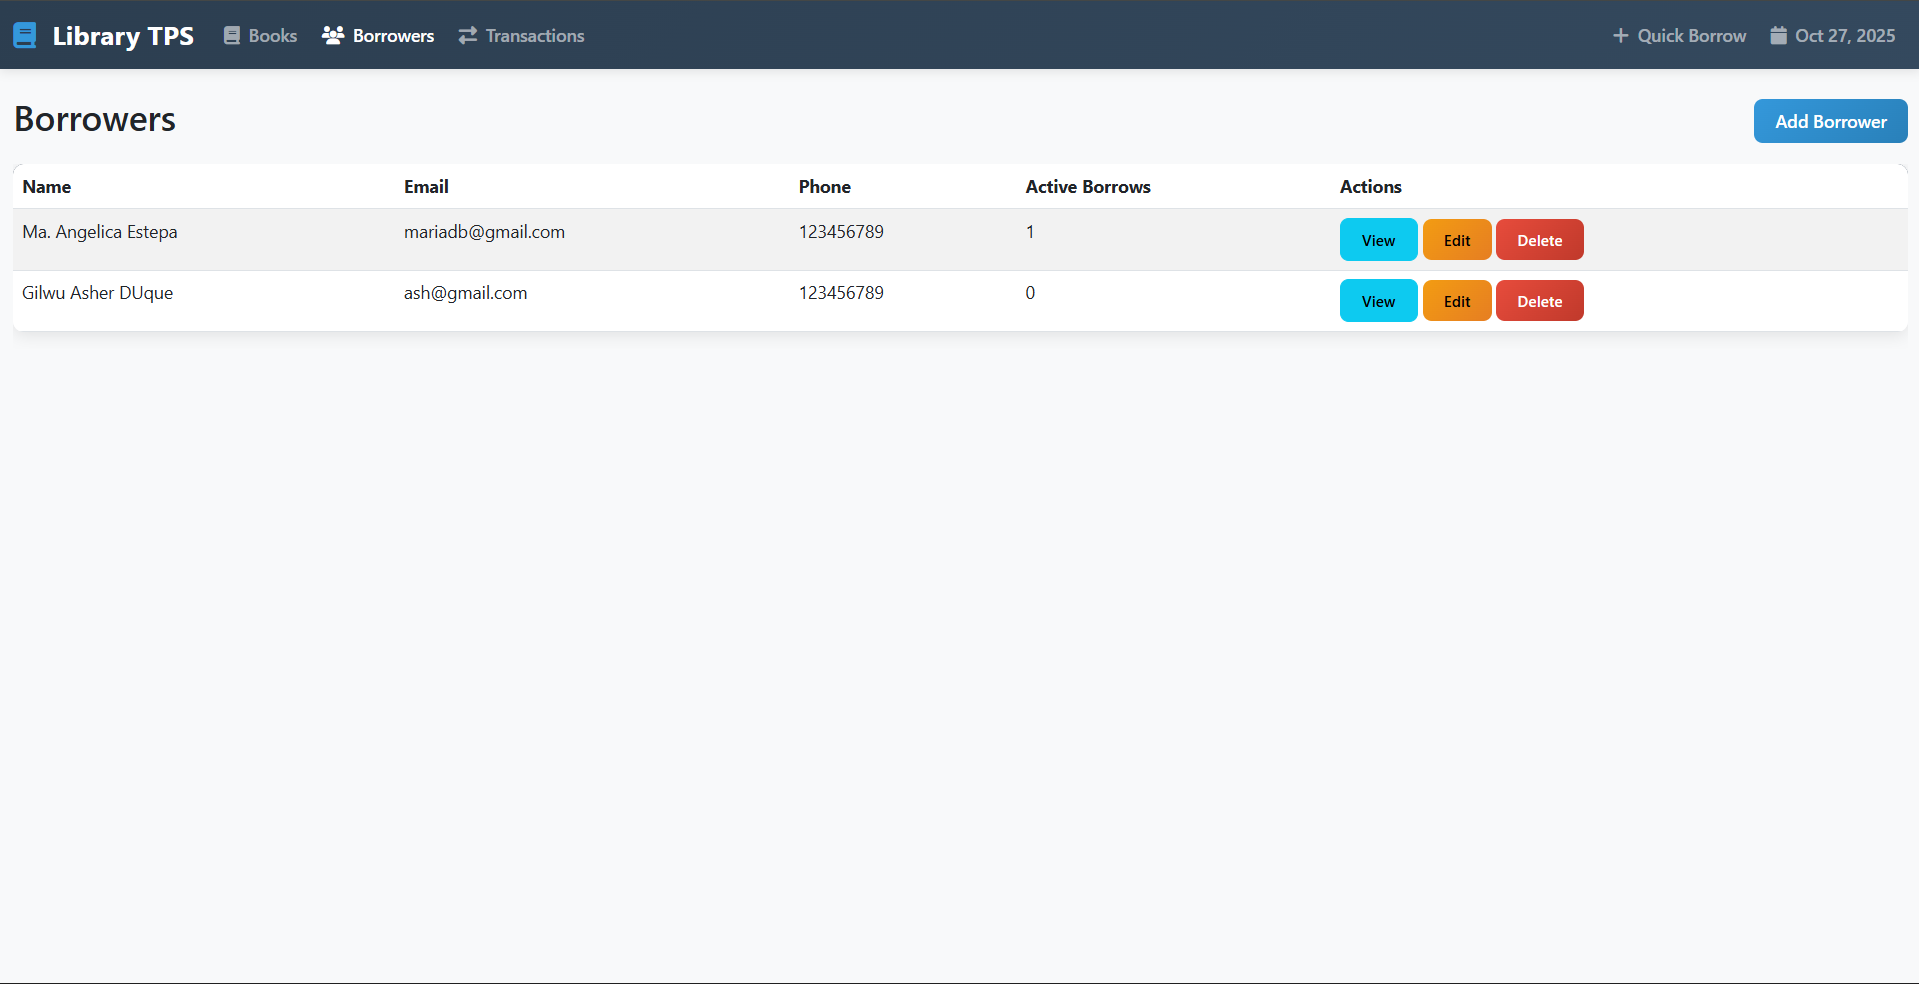 Library TPS Books Borrowers Transactions Quick Borrow Oct 27, 2025
Borrowers Add Borrower
Name Email Phone Active Borrows Actions
Ma. Angelica Estepa mariadb@gmail.com 123456789 1 View Edit Delete
Gilwu Asher DUque ash@gmail.com 123456789 0 View Edit Delete